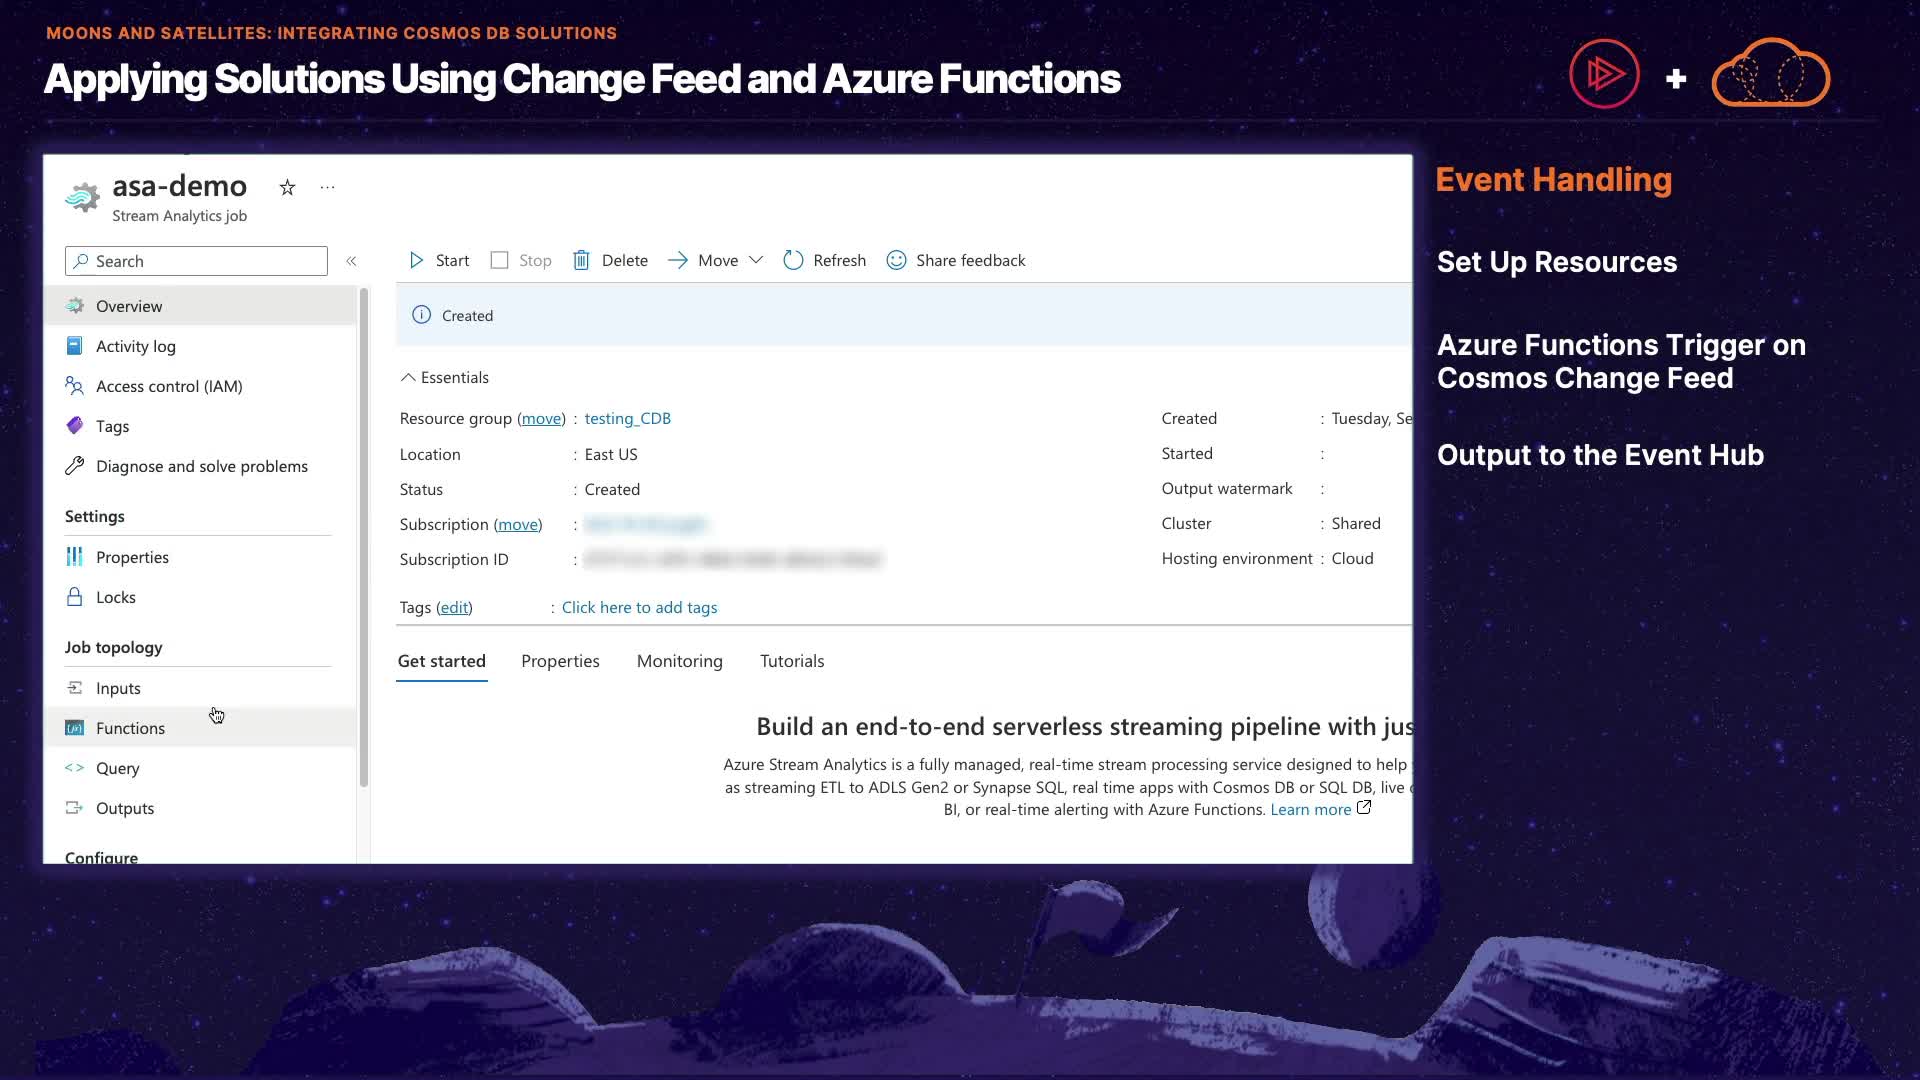 MOONS AND SATELLITES: INTEGRATING COSMOS DB SOLUTIONS
Applying Solutions Using Change Feed and Azure Functions
asa-demo
Stream Analytics job
Search
Overview
Activity log
Access control (IAM)
Tags
Diagnose and solve problems
Settings
Properties
Locks
Job topology
Inputs
Functions
Query
Outputs
Configure
Start Stop Delete Move Refresh Share feedback
Created
Essentials
Resource group (move) : testing_CDB
Location : East US
Status : Created
Subscription (move) :
Subscription ID :
Tags (edit) : Click here to add tags
Created : Tuesday, Se
Started :
Output watermark :
Cluster : Shared
Hosting environment : Cloud
Get started Properties Monitoring Tutorials
Build an end-to-end serverless streaming pipeline with jus
Azure Stream Analytics is a fully managed, real-time stream processing service designed to help
as streaming ETL to ADLS Gen2 or Synapse SQL, real time apps with Cosmos DB or SQL DB, live
BI, or real-time alerting with Azure Functions. Learn more
Event Handling
Set Up Resources
Azure Functions Trigger on
Cosmos Change Feed
Output to the Event Hub